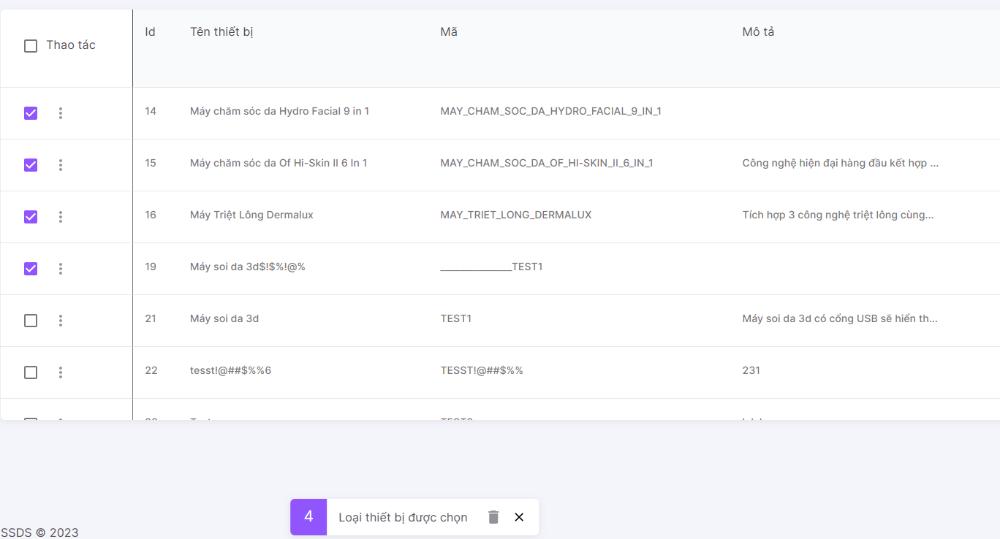 Thao tác Id Tên thiết bị Mã Mô tả
14 Máy chăm sóc da Hydro Facial 9 in 1 MAY_CHAM_SOC_DA_HYDRO_FACIAL_9_IN_1
15 Máy chăm sóc da Of Hi-Skin II 6 In 1 MAY_CHAM_SOC_DA_OF_HI-SKIN_II_6_IN_1 Công nghệ hiện đại hàng đầu kết hợp ...
16 Máy Triệt Lông Dermalux MAY_TRIET_LONG_DERMALUX Tích hợp 3 công nghệ triệt lông cùng...
19 Máy soi da 3d$!$%!@% ______________TEST1
21 Máy soi da 3d TEST1 Máy soi da 3d có cổng USB sẽ hiển th...
22 tesst!@##$%%6 TESST!@##$%% 231
4 Loại thiết bị được chọn
SSDS © 2023